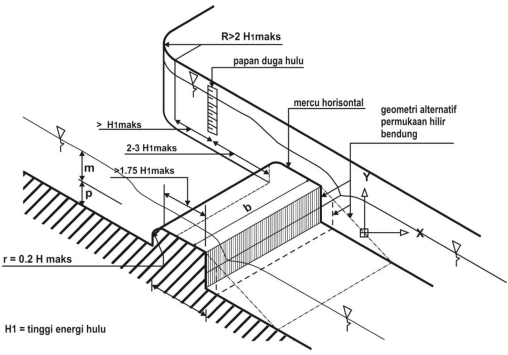 R>2 H1maks
papan duga hulu
mercu horisontal
geometri alternatif
permukaan hilir
bendung
> H1maks
2-3 H1maks
>1.75 H1maks
m
p
b
Y
X
r = 0.2 H maks
H1 = tinggi energi hulu